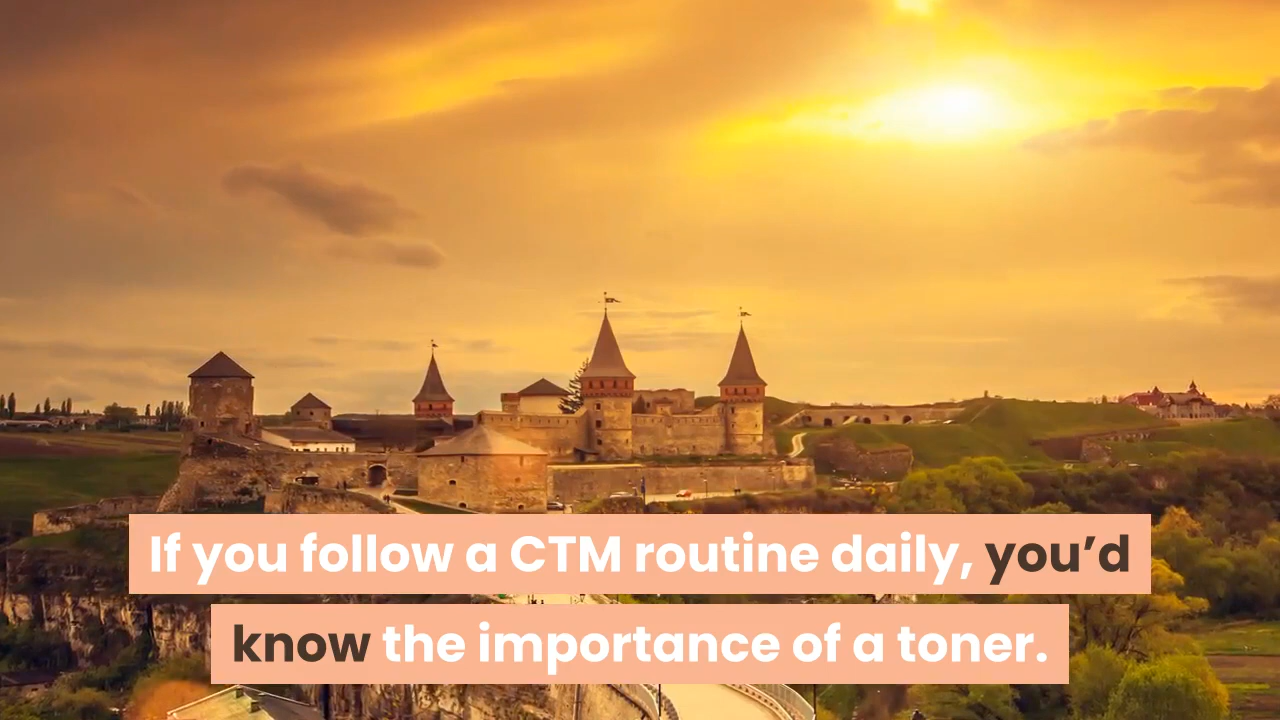 If you follow a CTM routine daily, you’d
know the importance of a toner.